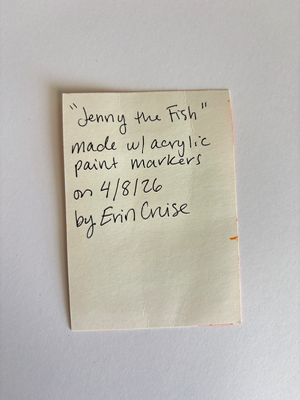 "Jenny the Fish"
made w/ acrylic
paint markers
on 4/8/26
by Erin Cruise